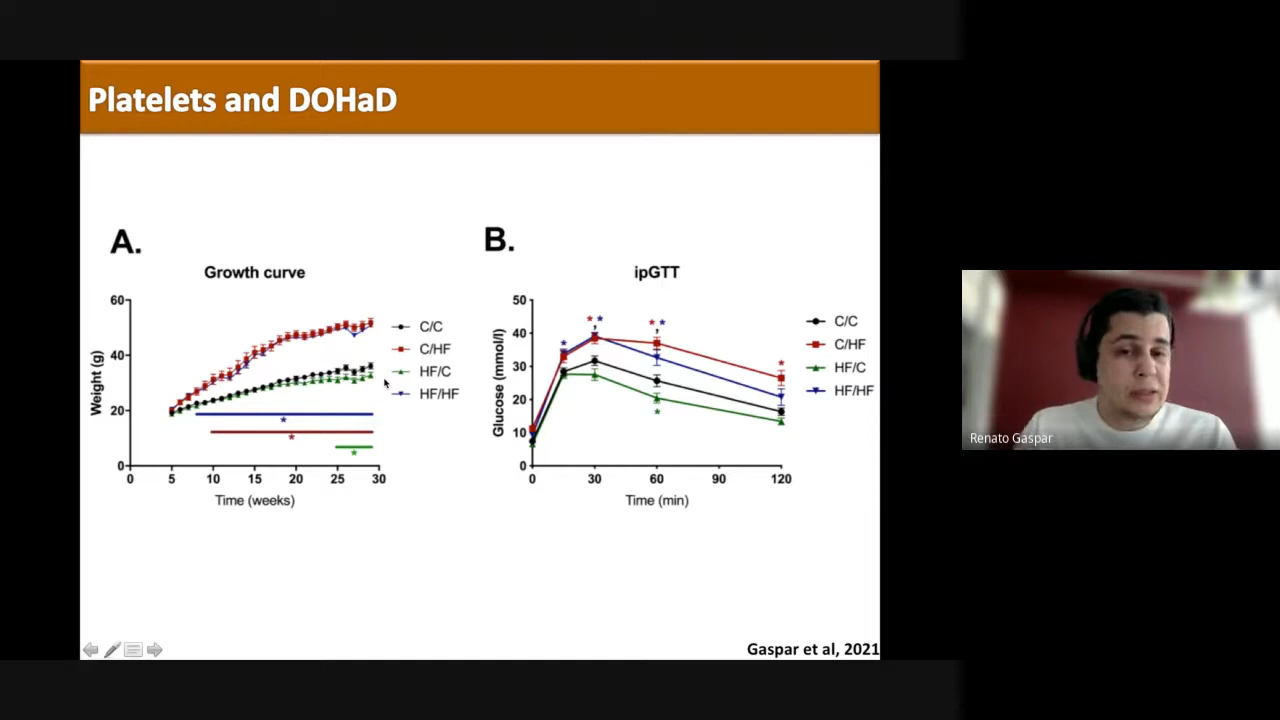 Platelets and DOHaD
A.
Growth curve
60
40
20
0
Weight (g)
0 5 10 15 20 25 30
Time (weeks)
C/C
C/HF
HF/C
HF/HF
*
*
*
B.
ipGTT
50
40
30
20
10
0
Glucose (mmol/l)
0 30 60 90 120
Time (min)
* *,*
*,*
*
*
C/C
C/HF
HF/C
HF/HF
Gaspar et al, 2021
Renato Gaspar